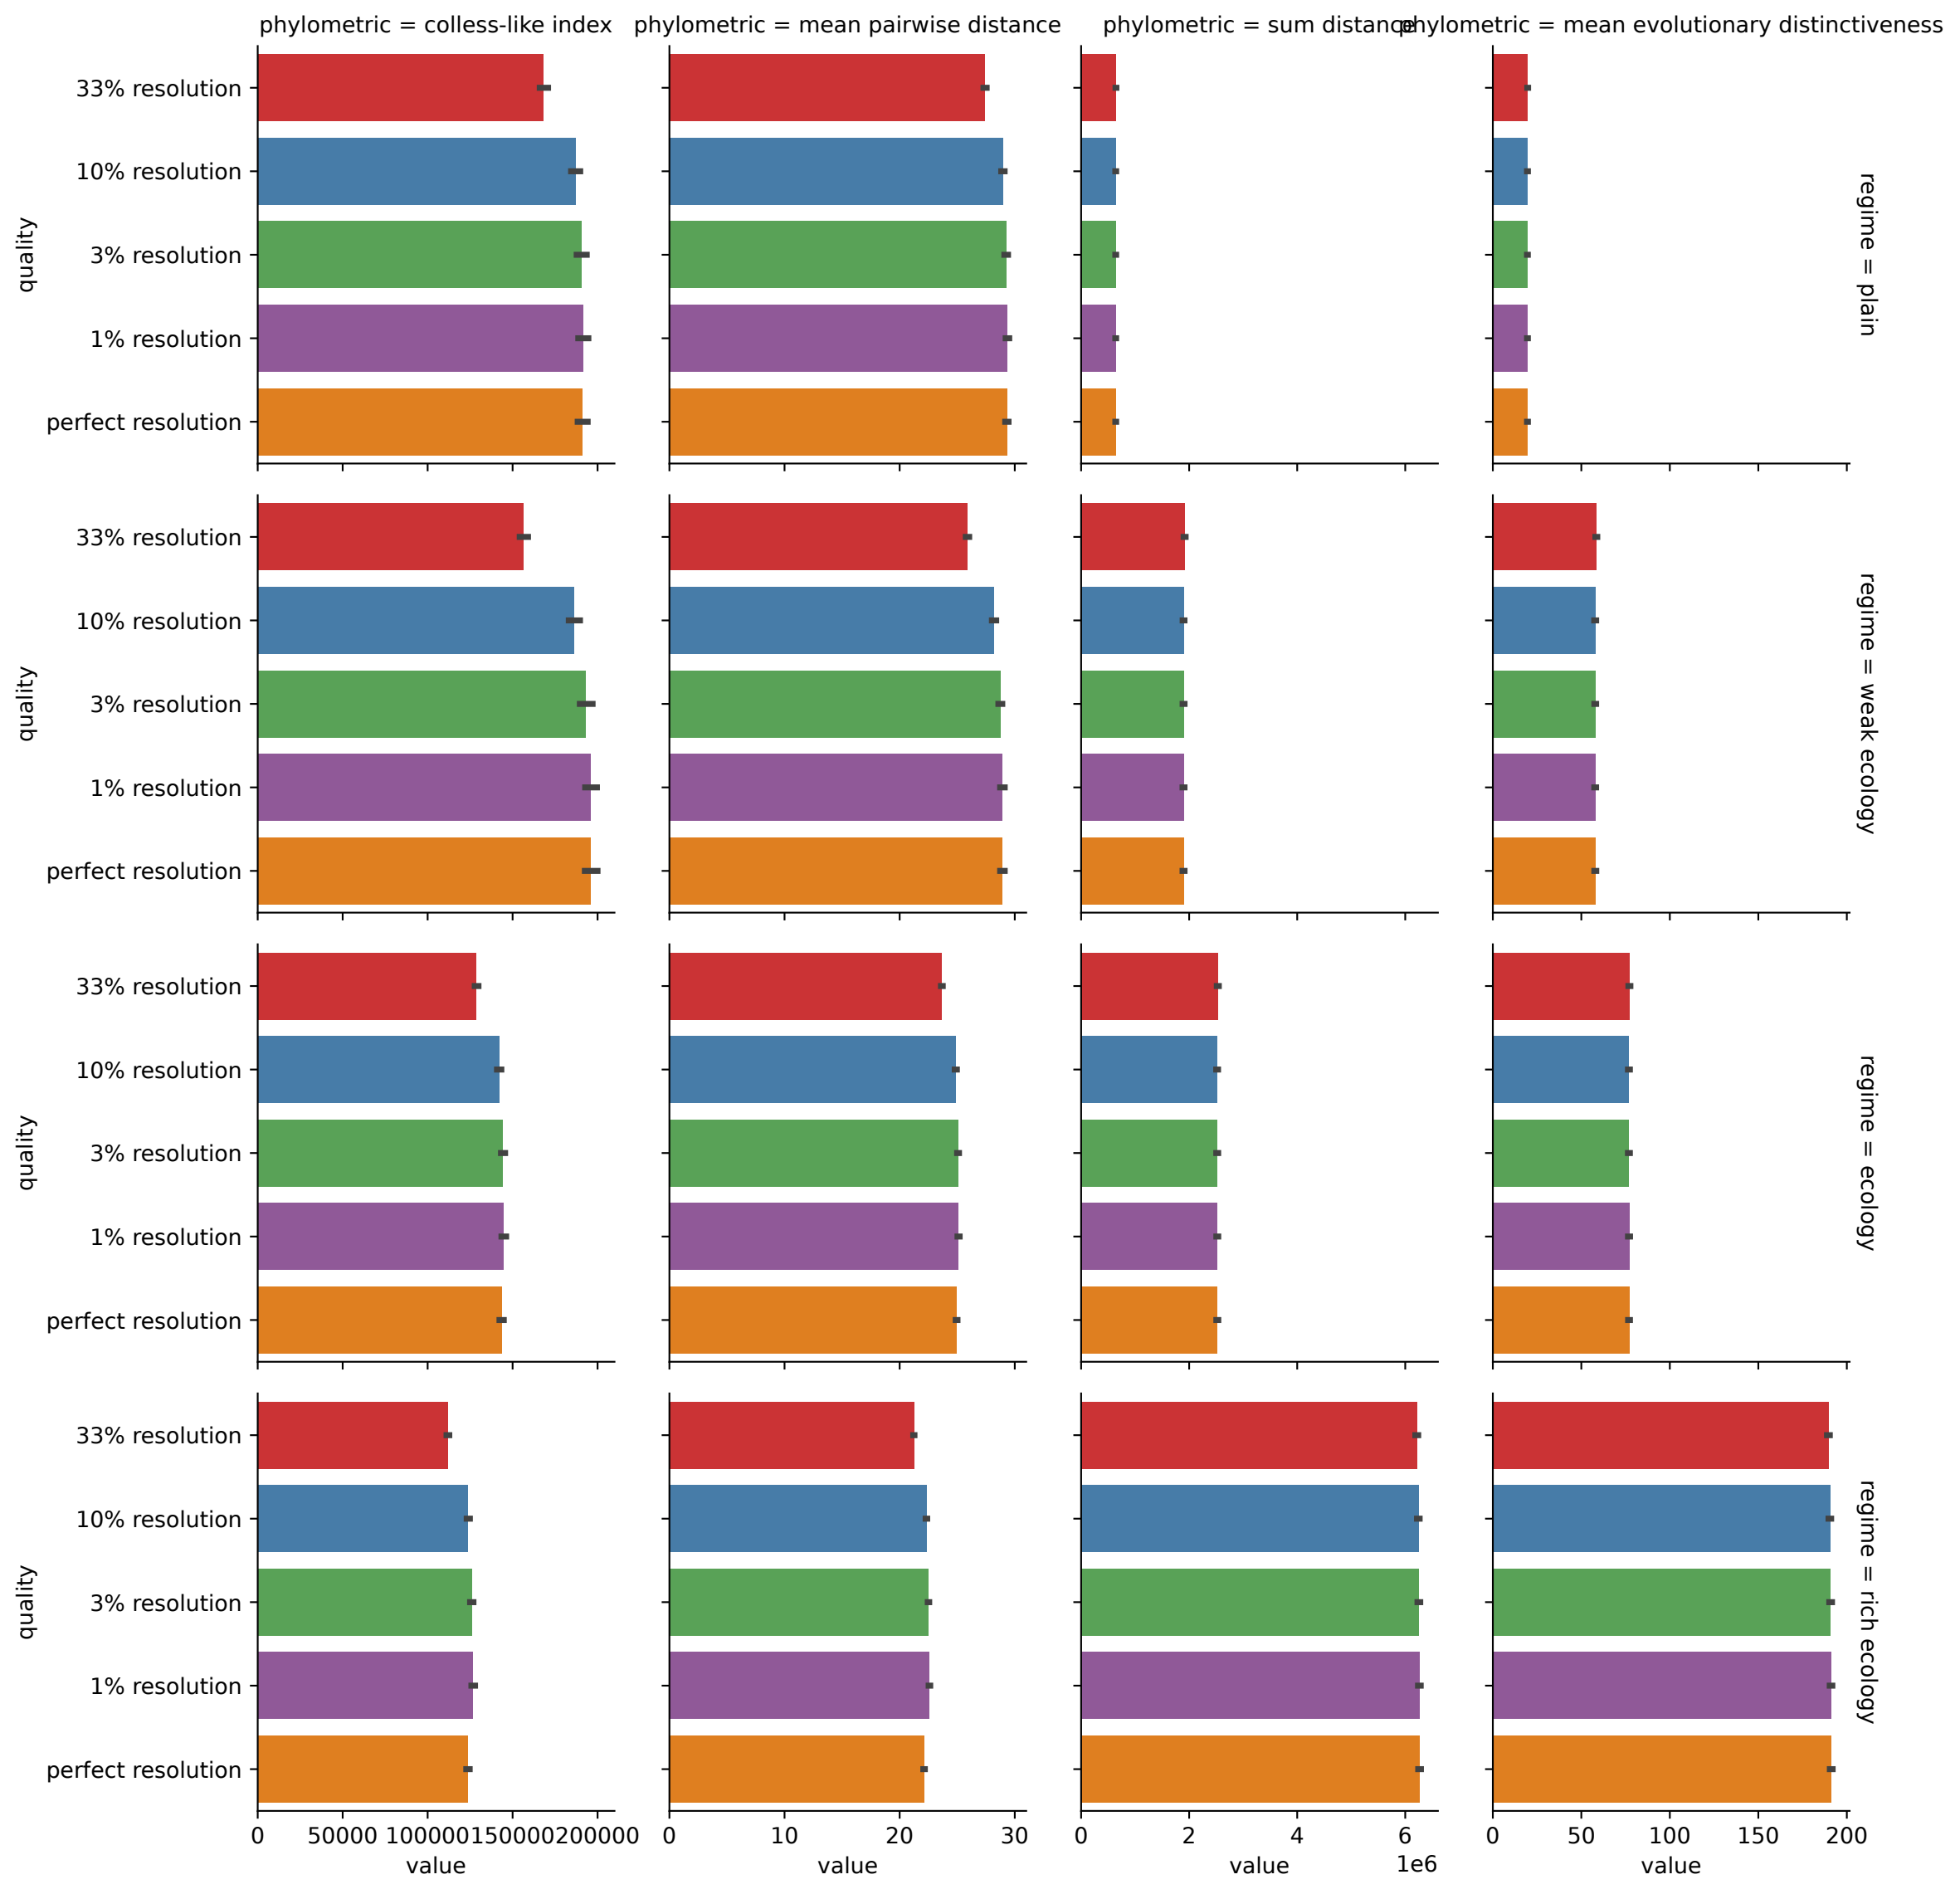 phylometric = colless-like index
phylometric = mean pairwise distance
phylometric = sum distance
phylometric = mean evolutionary distinctiveness
quality
33% resolution
10% resolution
3% resolution
1% resolution
perfect resolution
regime = plain
quality
33% resolution
10% resolution
3% resolution
1% resolution
perfect resolution
regime = weak ecology
quality
33% resolution
10% resolution
3% resolution
1% resolution
perfect resolution
regime = ecology
quality
33% resolution
10% resolution
3% resolution
1% resolution
perfect resolution
regime = rich ecology
0 50000 100000 150000 200000
value
0 10 20 30
value
0 2 4 6
1e6
value
0 50 100 150 200
value